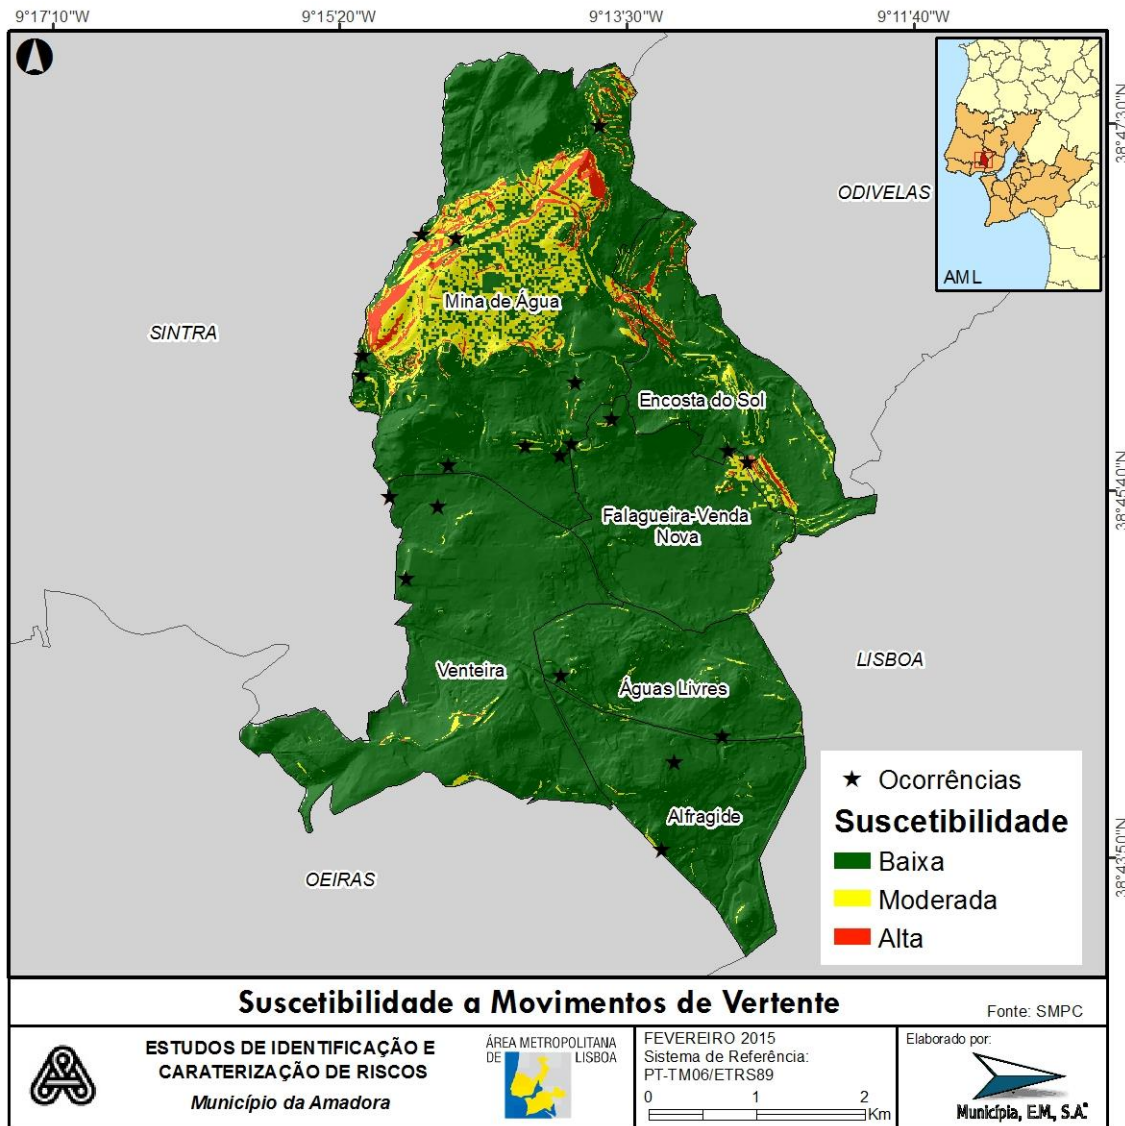 9°17'10"W
9°15'20"W
9°13'30"W
9°11'40"W
38°47'30"N
38°45'40"N
38°43'50"N
AML
ODIVELAS
SINTRA
Mina de Água
Encosta do Sol
Falagueira-Venda
Nova
Venteira
Águas Livres
LISBOA
Alfragide
OEIRAS
Ocorrências
Suscetibilidade
Baixa
Moderada
Alta
Suscetibilidade a Movimentos de Vertente
Fonte: SMPC
ESTUDOS DE IDENTIFICAÇÃO E
CARATERIZAÇÃO DE RISCOS
Município da Amadora
ÁREA METROPOLITANA
DE LISBOA
FEVEREIRO 2015
Sistema de Referência:
PT-TM06/ETRS89
0 1 2
Km
Elaborado por:
Municípia, E.M., S.A.